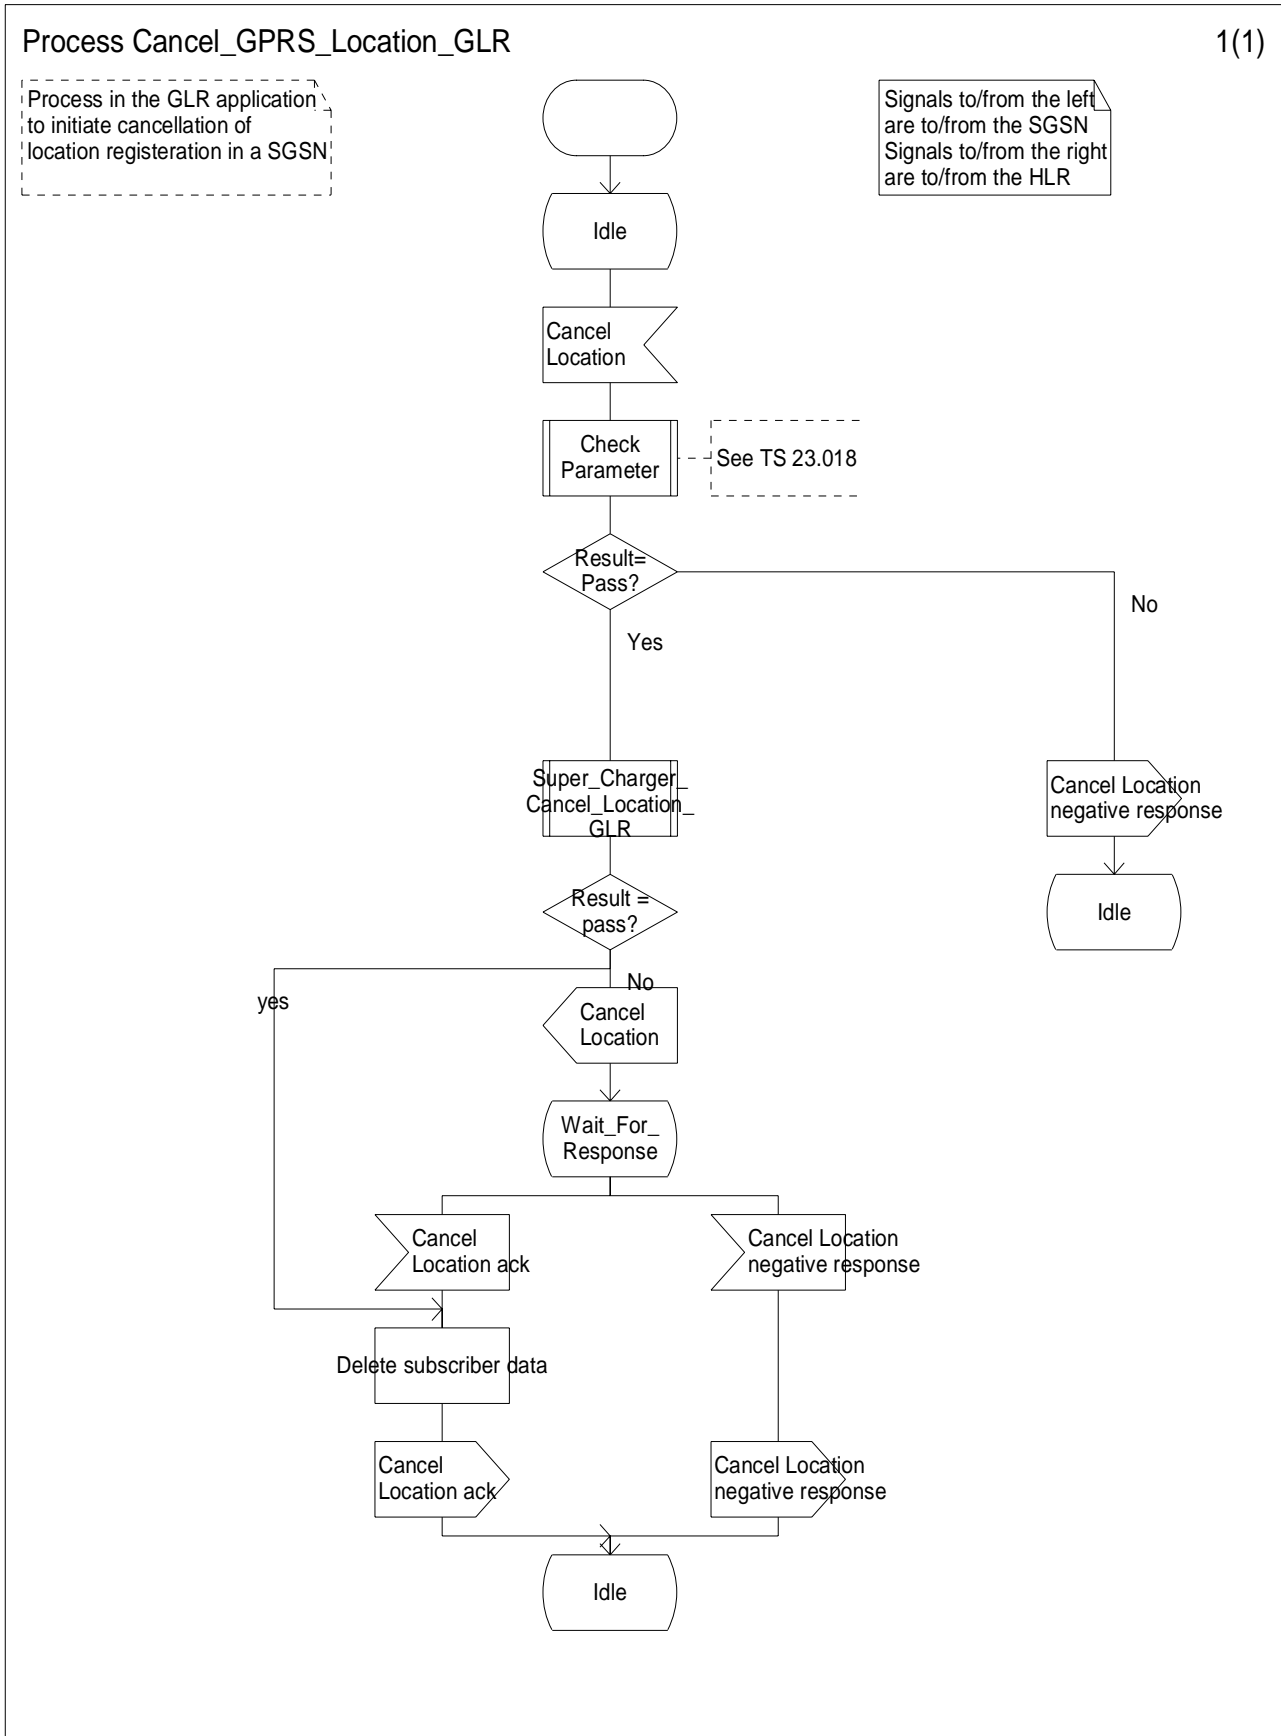 Process Cancel_GPRS_Location_GLR
1(1)
Process in the GLR application
to initiate cancellation of
location registeration in a SGSN
Signals to/from the left
are to/from the SGSN
Signals to/from the right
are to/from the HLR
Idle
Cancel
Location
Check
Parameter
See TS 23.018
Result=
Pass?
No
Yes
Super_Charger_
Cancel_Location_
GLR
Cancel Location
negative response
Result =
pass?
Idle
No
yes
Cancel
Location
Wait_For_
Response
Cancel
Location ack
Cancel Location
negative response
Delete subscriber data
Cancel
Location ack
Cancel Location
negative response
Idle